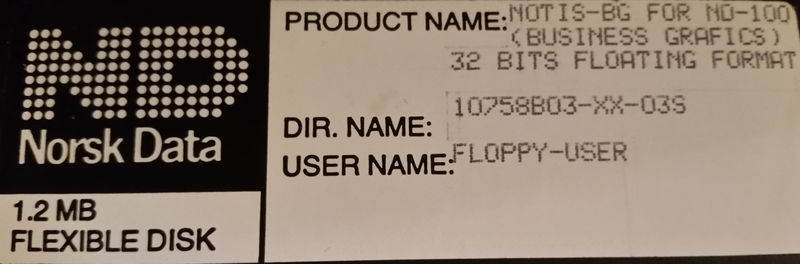 ND
Norsk Data
1.2 MB
FLEXIBLE DISK
PRODUCT NAME: NOTIS-BG FOR ND-100
(BUSINESS GRAFICS)
32 BITS FLOATING FORMAT
DIR. NAME: 10758B03-XX-03S
USER NAME: FLOPPY-USER